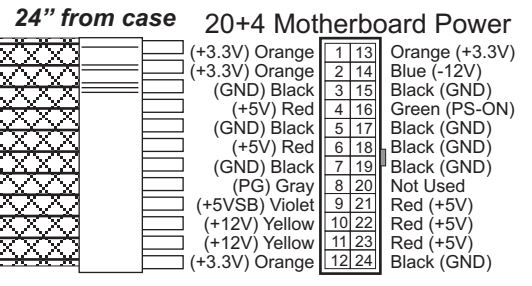 24” from case
20+4 Motherboard Power
(+3.3V) Orange 1 13 Orange (+3.3V)
(+3.3V) Orange 2 14 Blue (-12V)
(GND) Black 3 15 Black (GND)
(+5V) Red 4 16 Green (PS-ON)
(GND) Black 5 17 Black (GND)
(+5V) Red 6 18 Black (GND)
(GND) Black 7 19 Black (GND)
(PG) Gray 8 20 Not Used
(+5VSB) Violet 9 21 Red (+5V)
(+12V) Yellow 10 22 Red (+5V)
(+12V) Yellow 11 23 Red (+5V)
(+3.3V) Orange 12 24 Black (GND)